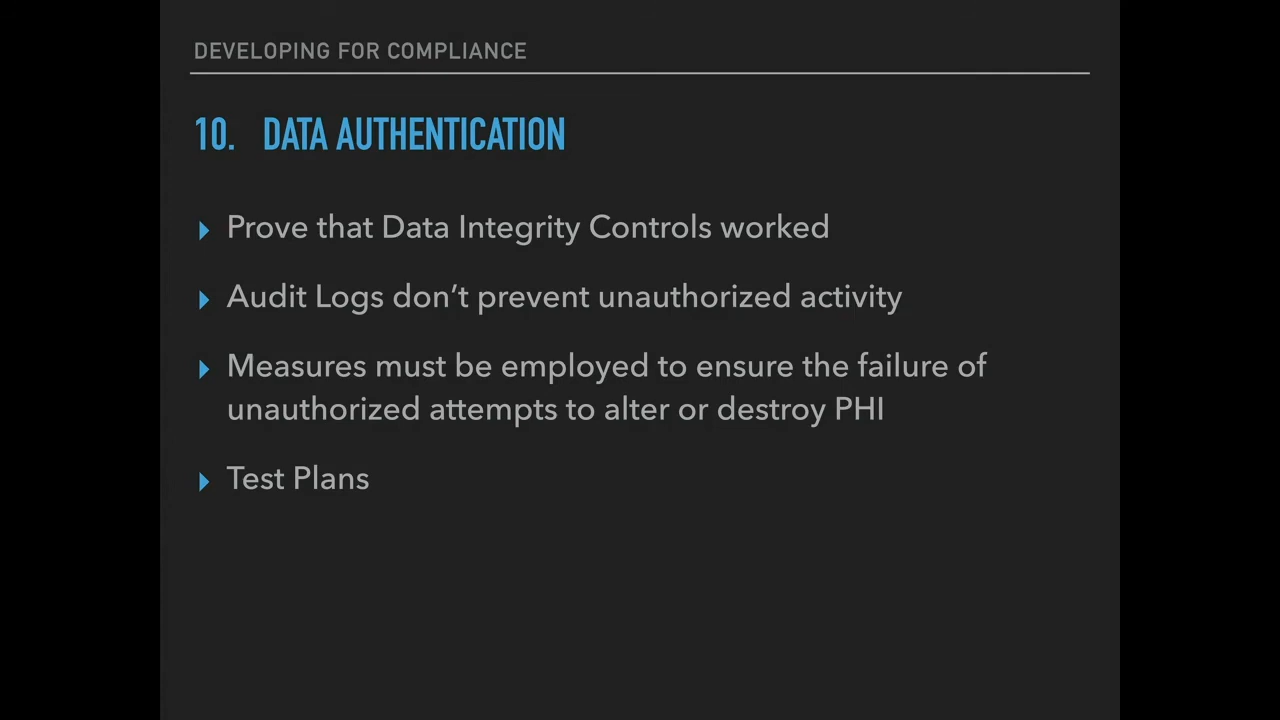 DEVELOPING FOR COMPLIANCE
10. DATA AUTHENTICATION
Prove that Data Integrity Controls worked
Audit Logs don’t prevent unauthorized activity
Measures must be employed to ensure the failure of
unauthorized attempts to alter or destroy PHI
Test Plans